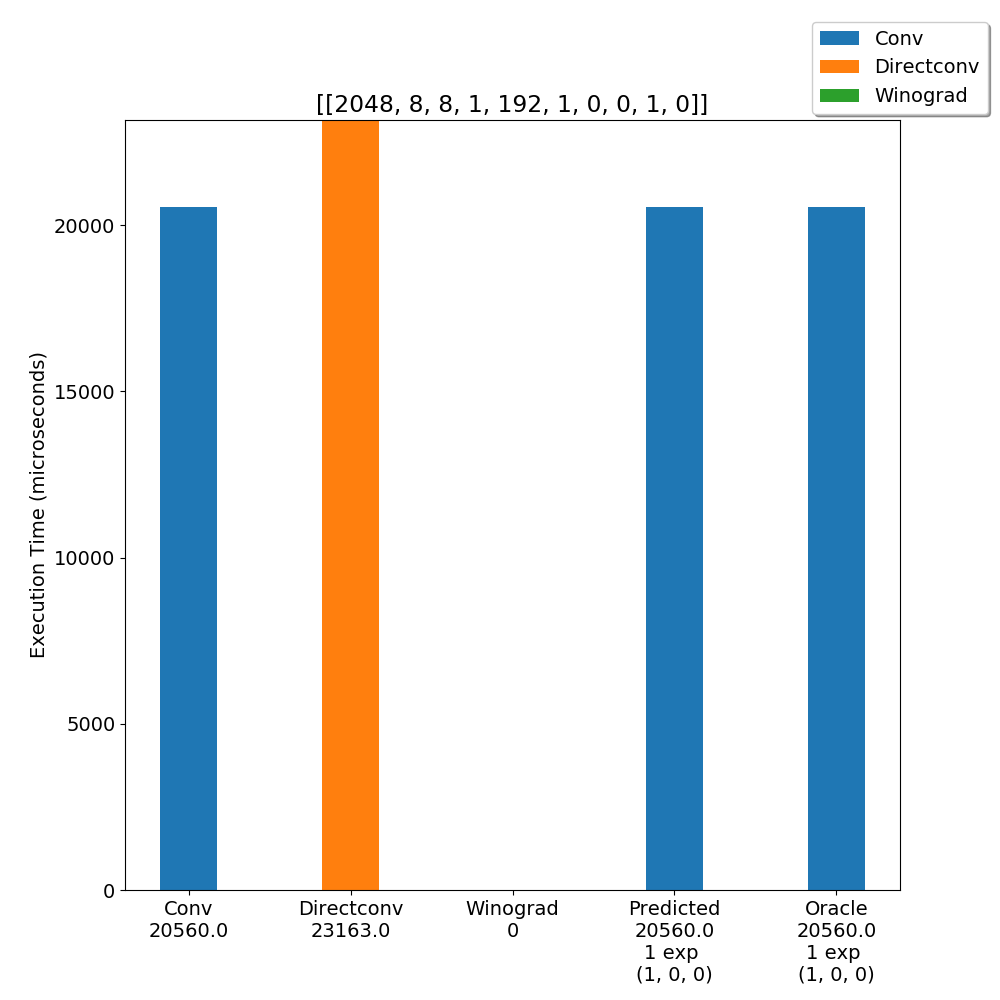 Conv
Directconv
Winograd
[[2048, 8, 8, 1, 192, 1, 0, 0, 1, 0]]
Execution Time (microseconds)
20000
15000
10000
5000
0
Conv
20560.0
Directconv
23163.0
Winograd
0
Predicted
20560.0
1 exp
(1, 0, 0)
Oracle
20560.0
1 exp
(1, 0, 0)